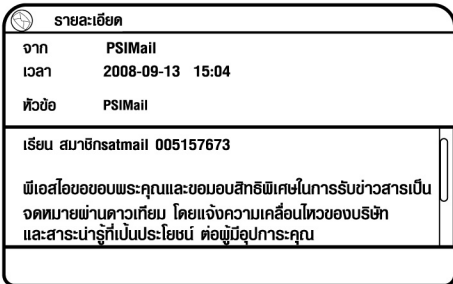 รายละเอียด
จาก PSIMail
เวลา 2008-09-13 15:04
หัวข้อ PSIMail
เรียน สมาชิกsatmail 005157673
พีเอสไอขอขอบพระคุณและขอมอบสิทธิพิเศษในการรับข่าวสารเป็น
จดหมายผ่านดาวเทียม โดยแจ้งความเคลื่อนไหวของบริษัท
และสาระน่ารู้ที่เป็นประโยชน์ ต่อผู้มีอุปการะคุณ